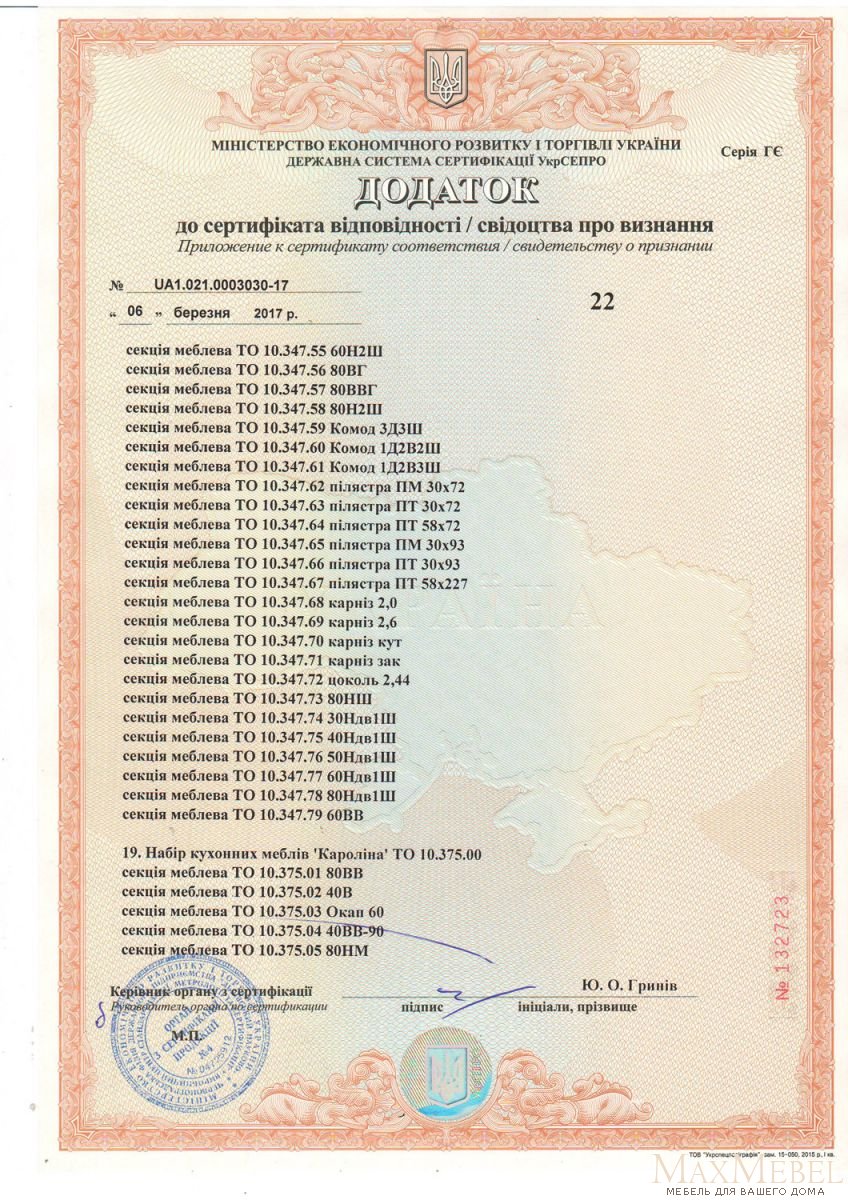 МІНІСТЕРСТВО ЕКОНОМІЧНОГО РОЗВИТКУ І ТОРГІВЛІ УКРАЇНИ
ДЕРЖАВНА СИСТЕМА СЕРТИФІКАЦІЇ УкрСЕПРО
Серія ГЄ
ДОДАТОК
до сертифіката відповідності / свідоцтва про визнання
Приложение к сертификату соответствия / свидетельству о признании
№ UA1.021.0003030-17
22
„ 06 ” березня 2017 р.
секція меблева ТО 10.347.55 60Н2Ш
секція меблева ТО 10.347.56 80ВГ
секція меблева ТО 10.347.57 80ВВГ
секція меблева ТО 10.347.58 80Н2Ш
секція меблева ТО 10.347.59 Комод 3Д3Ш
секція меблева ТО 10.347.60 Комод 1Д2В2Ш
секція меблева ТО 10.347.61 Комод 1Д2В3Ш
секція меблева ТО 10.347.62 пілястра ПМ 30х72
секція меблева ТО 10.347.63 пілястра ПТ 30х72
секція меблева ТО 10.347.64 пілястра ПТ 58х72
секція меблева ТО 10.347.65 пілястра ПМ 30х93
секція меблева ТО 10.347.66 пілястра ПТ 30х93
секція меблева ТО 10.347.67 пілястра ПТ 58х227
секція меблева ТО 10.347.68 карніз 2,0
секція меблева ТО 10.347.69 карніз 2,6
секція меблева ТО 10.347.70 карніз кут
секція меблева ТО 10.347.71 карніз зак
секція меблева ТО 10.347.72 цоколь 2,44
секція меблева ТО 10.347.73 80НШ
секція меблева ТО 10.347.74 30Ндв1Ш
секція меблева ТО 10.347.75 40Ндв1Ш
секція меблева ТО 10.347.76 50Ндв1Ш
секція меблева ТО 10.347.77 60Ндв1Ш
секція меблева ТО 10.347.78 80Ндв1Ш
секція меблева ТО 10.347.79 60ВВ
19. Набір кухонних меблів 'Кароліна' ТО 10.375.00
секція меблева ТО 10.375.01 80ВВ
секція меблева ТО 10.375.02 40В
секція меблева ТО 10.375.03 Окап 60
секція меблева ТО 10.375.04 40ВВ-90
секція меблева ТО 10.375.05 80НМ
№ 132723
Керівник органу з сертифікації
Руководитель органа по сертификации
Ю. О. Гринів
підпис
ініціали, прізвище
М.П.
ОРГАН
З СЕРТИФІКАЦІЇ
ПРОДУКЦІЇ
№4
№ 04725912
MaxMebel
МЕБЕЛЬ ДЛЯ ВАШЕГО ДОМА